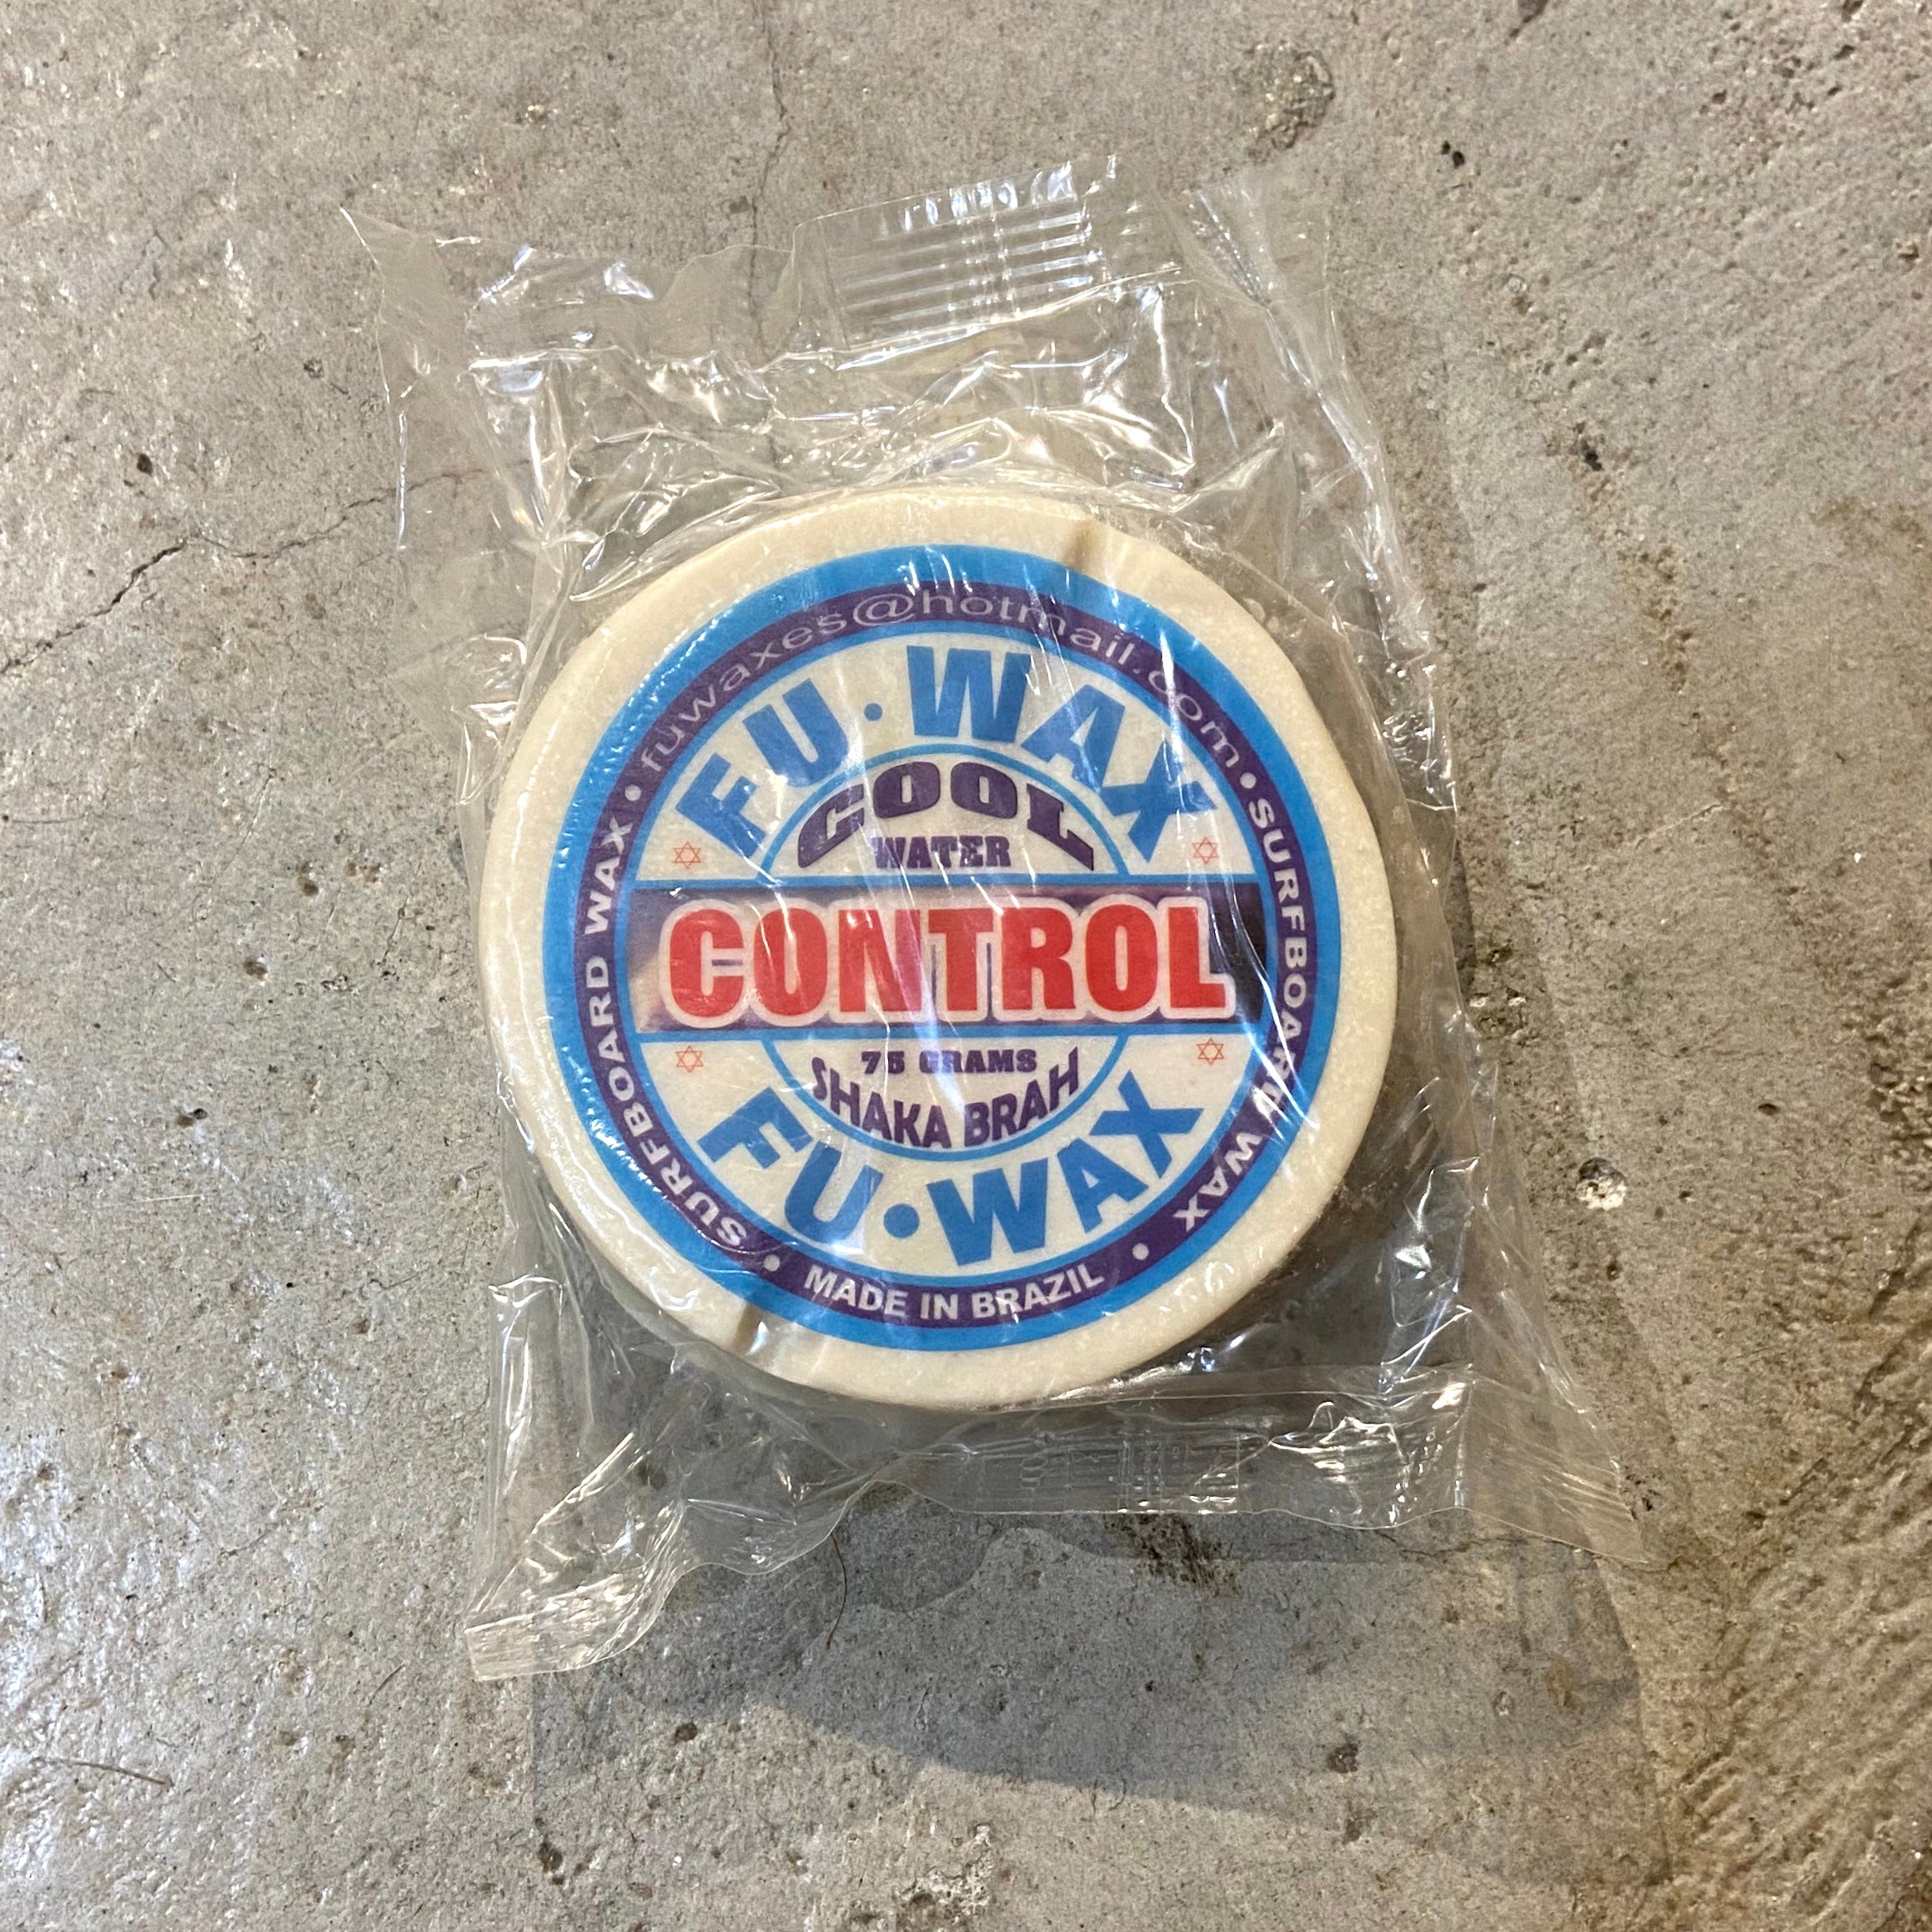 fuwaxes@hotmail.com
FU·WAX
COOL
WATER
CONTROL
75 GRAMS
SHAKA BRAH
FU·WAX
• SURFBOARD WAX •
• SURFBOARD WAX •
MADE IN BRAZIL